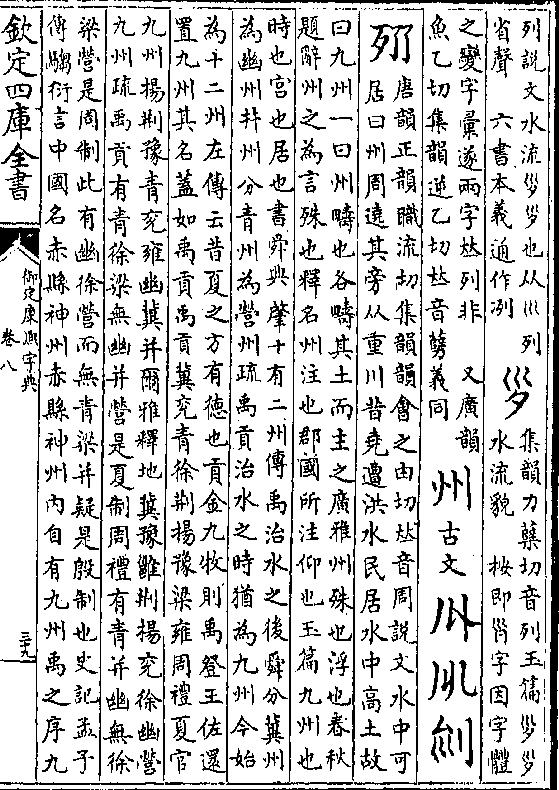 列說文水流𡿪𡿪也从巛列
省聲　六書本義通作冽
集韻力蘖切音列玉篇
水流貌　按即𡿪字因字體
之變字彙遂兩字𠀤列非　又廣韻
魚乙切集韻逆乙切𠀤音孽義同
州　古文
唐韻正韻職流切集韻韻會之由切𠀤音周說文水中可
居曰州周遶其旁从重川昔堯遭洪水民居水中高土故
曰九州一曰州疇也各疇其土而主之廣雅州殊也浮也春秋
題辭州之為言殊也釋名州注也郡國所注仰也玉篇九州也
時也宮也居也書舜典肇十有二州傳禹治水之後舜分冀州
為幽州幷州分青州為營州疏禹貢治水之時猶為九州今始
為十二州左傳云昔夏之方有德也貢金九牧則禹登王位還
置九州其名蓋如禹貢禹貢冀兗青徐荆揚豫梁雍周禮夏官
九州揚荆豫青兗雍幽冀幷爾雅釋地冀豫雝荆揚兗徐幽營
九州疏禹貢有青徐梁無幽幷營是夏制周禮有青幷幽無徐
梁營是周制此有幽徐營而無青梁幷疑是殷制也史記孟子
傳騶衍言中國名赤縣神州赤縣神州內自有九州禹之序九
欽定四庫全書
御定康熙字典
卷八
三十九